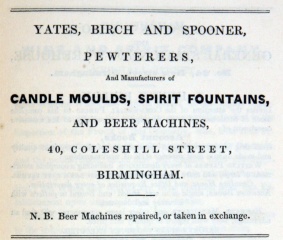 YATES, BIRCH AND SPOONER,
PEWTERERS,
And Manufacturers of
CANDLE MOULDS, SPIRIT FOUNTAINS,
AND BEER MACHINES,
40, COLESHILL STREET,
BIRMINGHAM.
N. B. Beer Machines repaired, or taken in exchange.